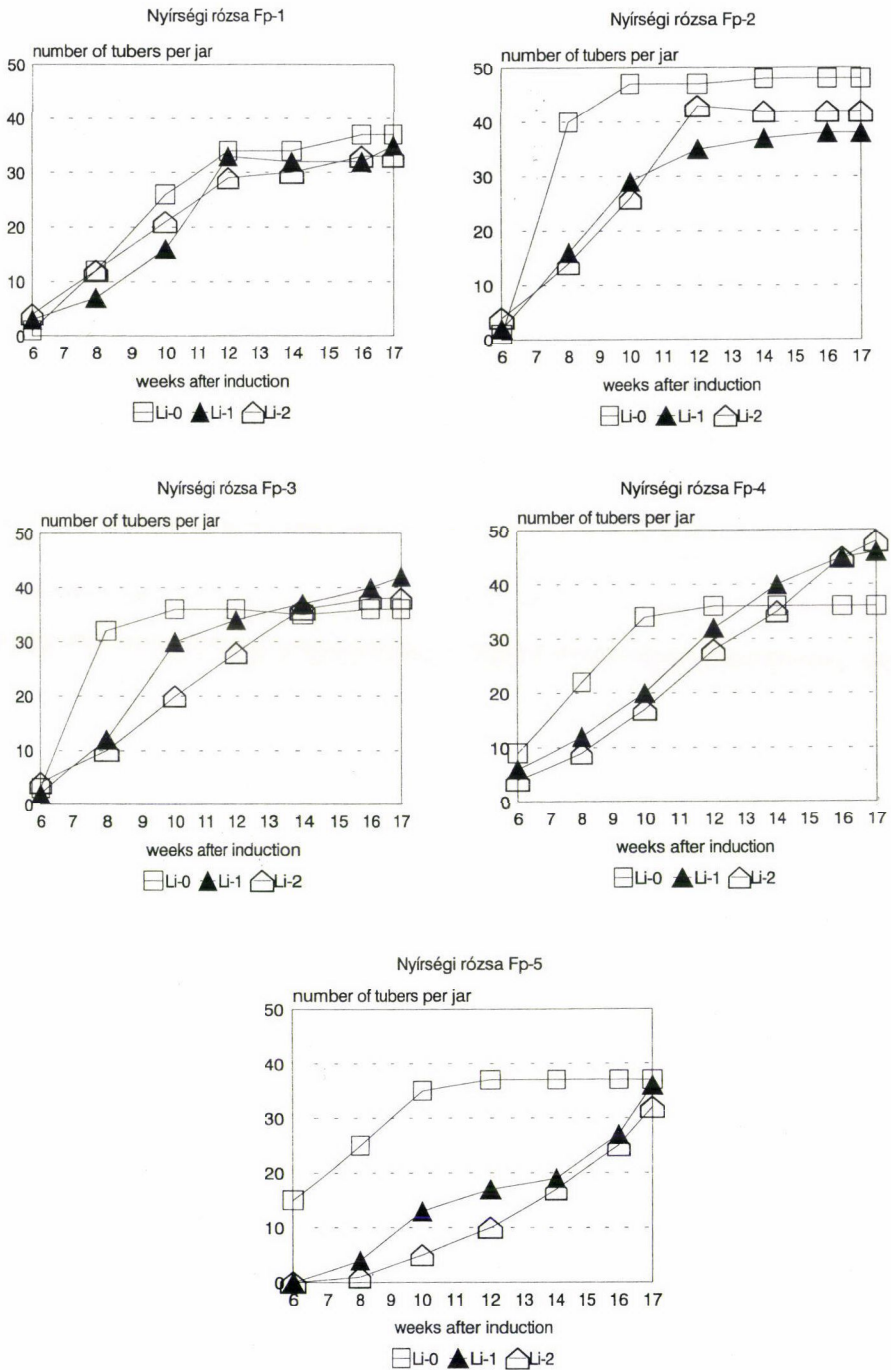 Nyírségi rózsa Fp-1
number of tubers per jar
50
40
30
20
10
0
6 7 8 9 10 11 12 13 14 15 16 17
weeks after induction
Li-0 Li-1 Li-2
Nyírségi rózsa Fp-2
number of tubers per jar
50
40
30
20
10
0
6 7 8 9 10 11 12 13 14 15 16 17
weeks after induction
Li-0 Li-1 Li-2
Nyírségi rózsa Fp-3
number of tubers per jar
50
40
30
20
10
0
6 7 8 9 10 11 12 13 14 15 16 17
weeks after induction
Li-0 Li-1 Li-2
Nyírségi rózsa Fp-4
number of tubers per jar
50
40
30
20
10
0
6 7 8 9 10 11 12 13 14 15 16 17
weeks after induction
Li-0 Li-1 Li-2
Nyírségi rózsa Fp-5
number of tubers per jar
50
40
30
20
10
0
6 7 8 9 10 11 12 13 14 15 16 17
weeks after induction
Li-0 Li-1 Li-2